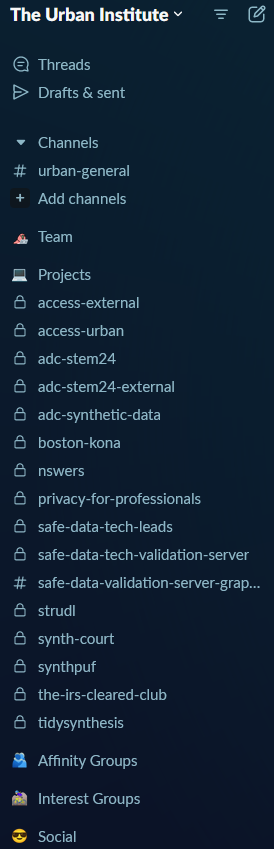 The Urban Institute
Threads
Drafts & sent
Channels
# urban-general
+ Add channels
Team
Projects
access-external
access-urban
adc-stem24
adc-stem24-external
adc-synthetic-data
boston-kona
nswers
privacy-for-professionals
safe-data-tech-leads
safe-data-tech-validation-server
# safe-data-validation-server-grap...
strudl
synth-court
synthpuf
the-irs-cleared-club
tidysynthesis
Affinity Groups
Interest Groups
Social